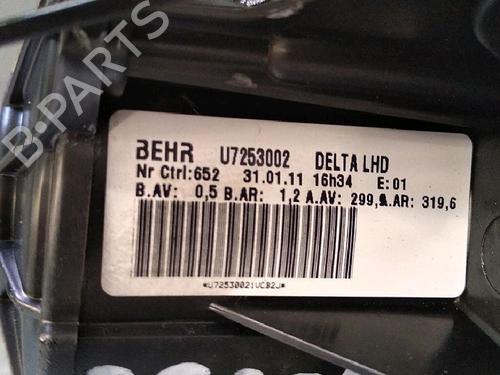 B-PARTS
BEHR U7253002 DELTA LHD
Nr Ctrl:652 31.01.11 16h34 E:01
B.AV: 0,5 B.AR: 1,2 A.AV: 299, A.AR: 319,6
*U72530021VCB2J*